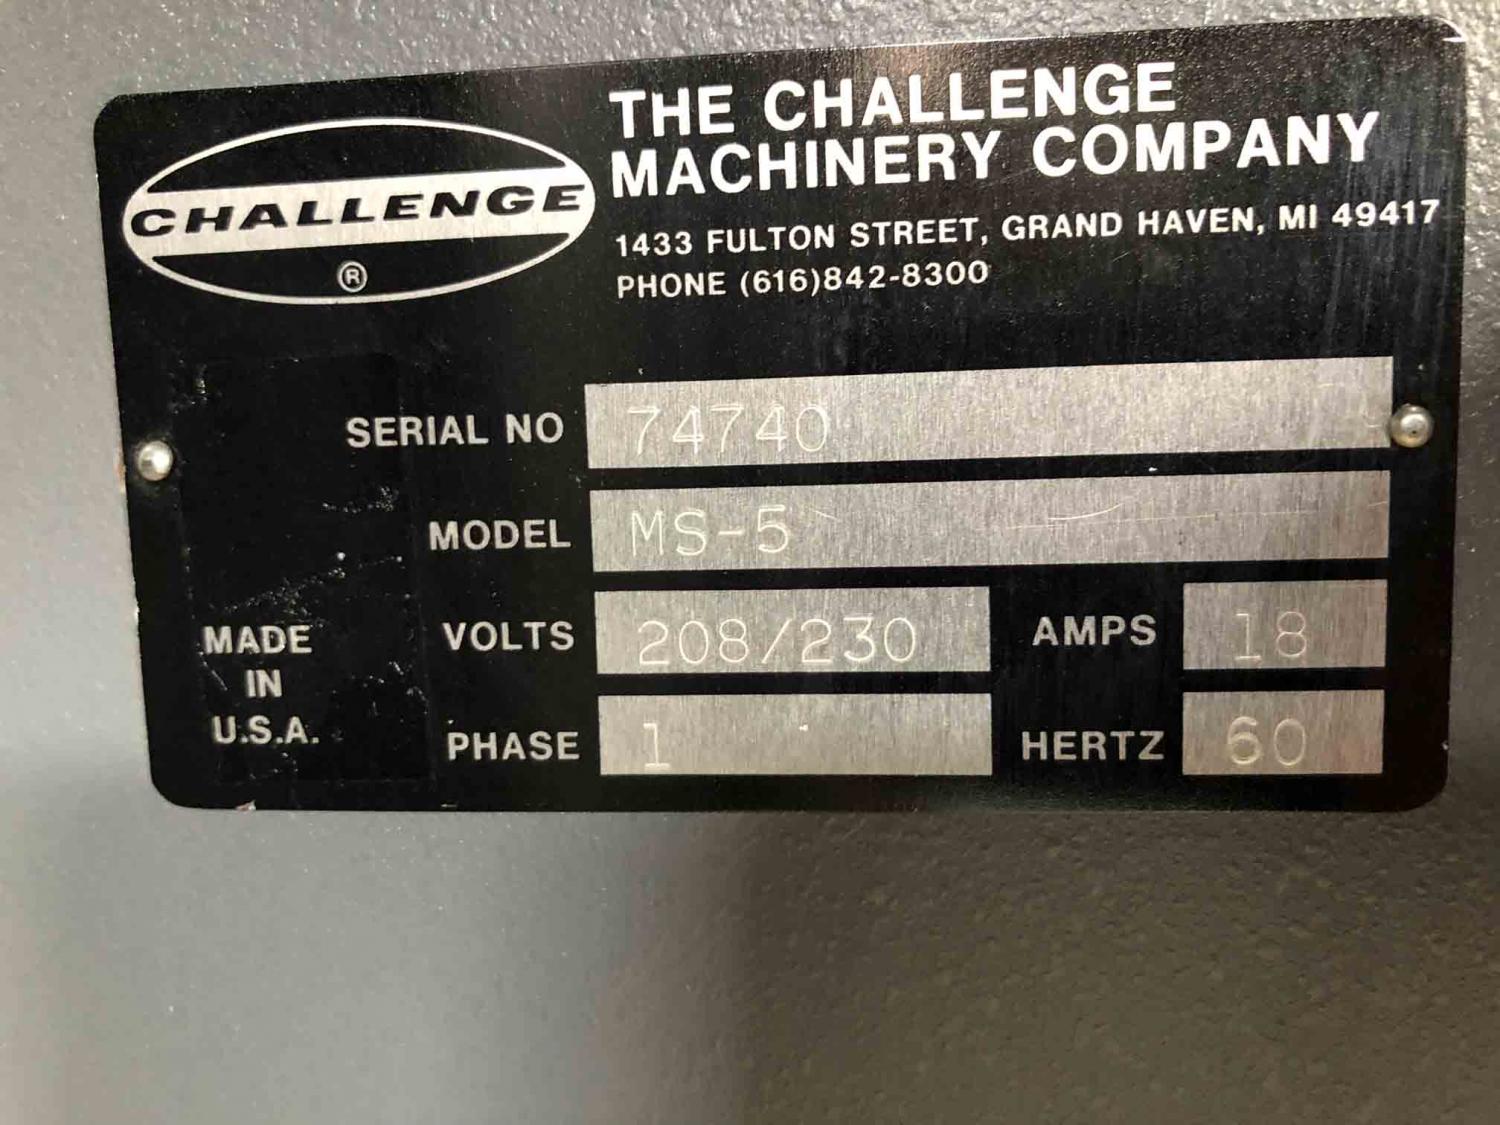 CHALLENGE
®
THE CHALLENGE
MACHINERY COMPANY
1433 FULTON STREET, GRAND HAVEN, MI 49417
PHONE (616)842-8300
SERIAL NO 74740
MODEL MS-5
VOLTS 208/230 AMPS 18
PHASE 1 HERTZ 60
MADE
IN
U.S.A.